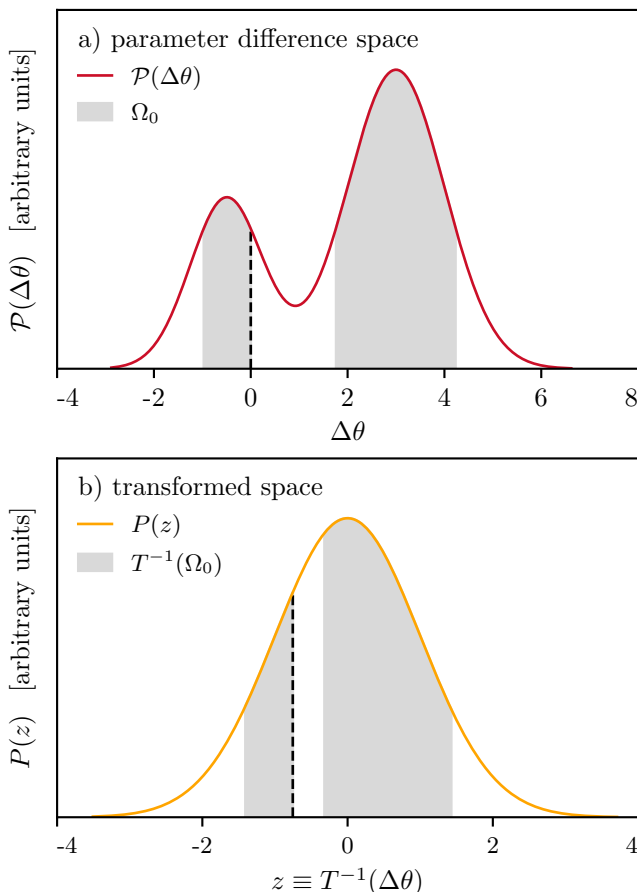 a) parameter difference space
𝒫(Δθ)
Ω₀
𝒫(Δθ) [arbitrary units]
-4 -2 0 2 4 6 8
Δθ
b) transformed space
P(z)
T⁻¹(Ω₀)
P(z) [arbitrary units]
-4 -2 0 2 4
z ≡ T⁻¹(Δθ)